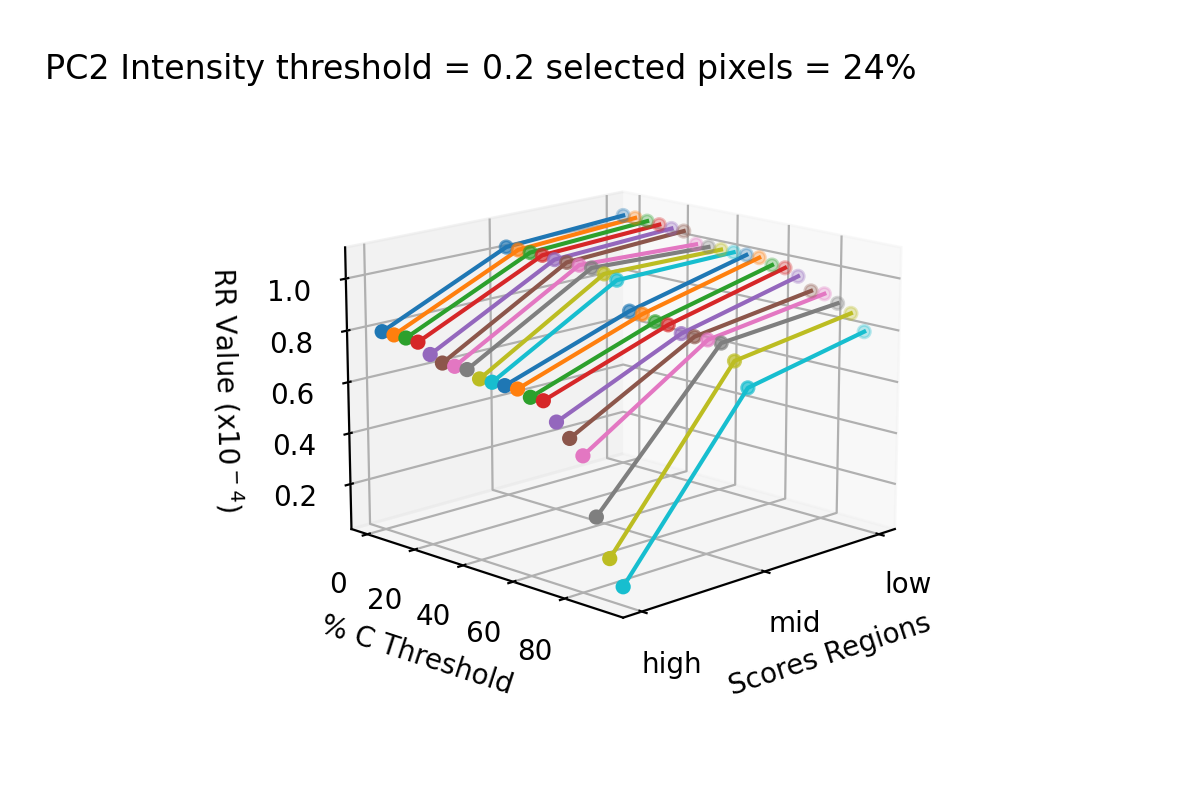 PC2 Intensity threshold = 0.2 selected pixels = 24%
RR Value (x10⁻⁴)
1.0
0.8
0.6
0.4
0.2
0
20
40
60
80
% C Threshold
high
mid
low
Scores Regions